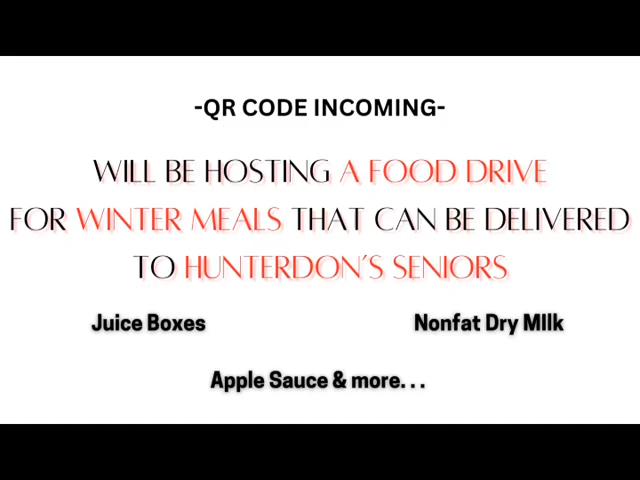 -QR CODE INCOMING-
WILL BE HOSTING A FOOD DRIVE
FOR WINTER MEALS THAT CAN BE DELIVERED
TO HUNTERDON'S SENIORS
Juice Boxes
Nonfat Dry MIlk
Apple Sauce & more. . .